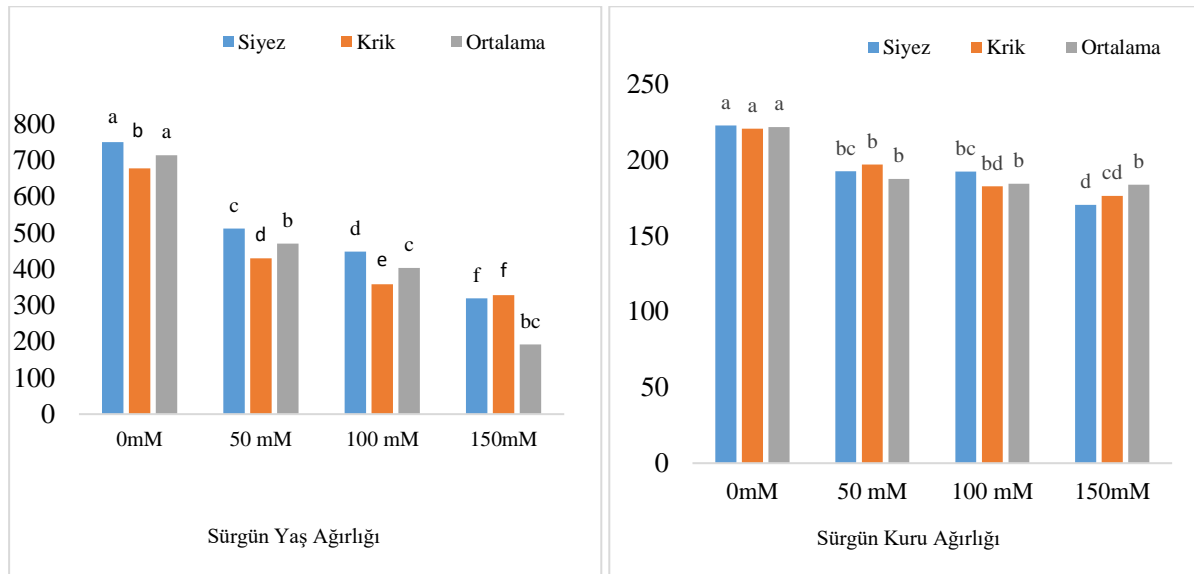 Siyez Krik Ortalama
800
700
600
500
400
300
200
100
0
a b a
c d b
d e c
f f bc
0mM 50 mM 100 mM 150mM
Sürgün Yaş Ağırlığı
Siyez Krik Ortalama
250
200
150
100
50
0
a a a
bc b b
bc bd b
d cd b
0mM 50 mM 100 mM 150mM
Sürgün Kuru Ağırlığı